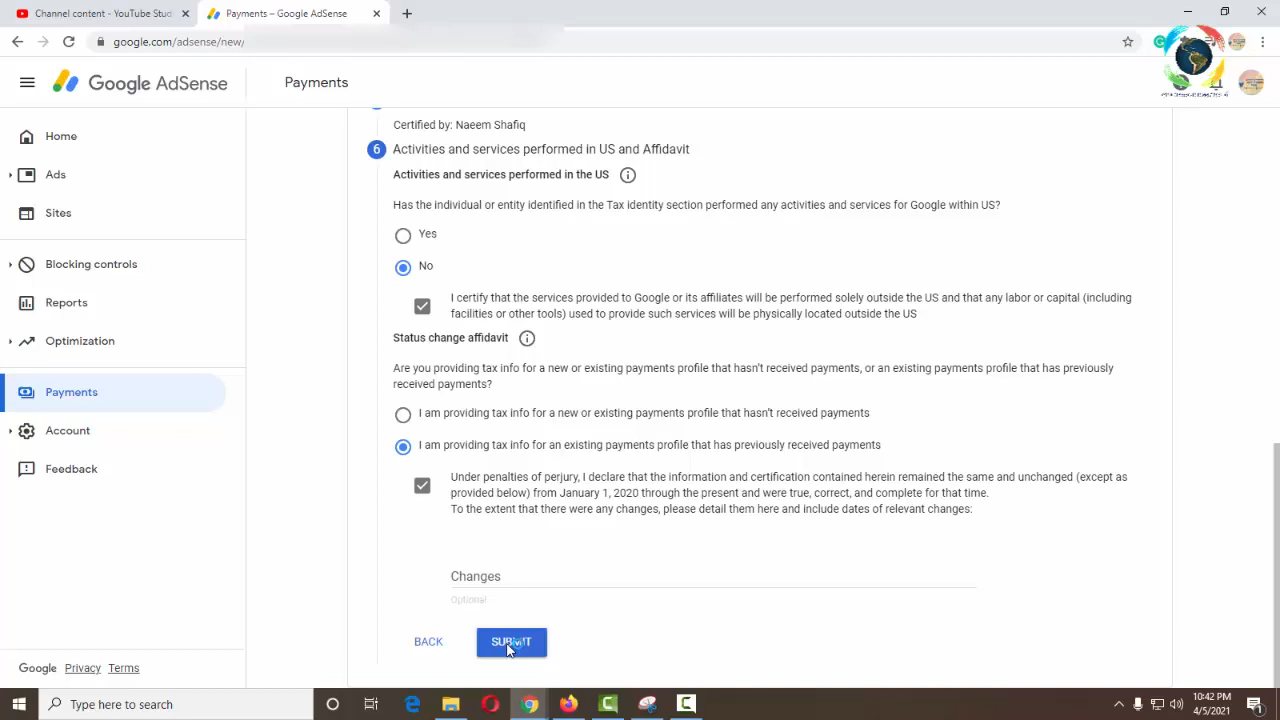 Channel content - YouTube Stud
Payments – Google AdSense
google.com/adsense/new/
Google AdSense
Payments
Home
Ads
Sites
Blocking controls
Reports
Optimization
Payments
Account
Feedback
Google Privacy Terms
Certified by: Naeem Shafiq
6 Activities and services performed in US and Affidavit
Activities and services performed in the US
Has the individual or entity identified in the Tax identity section performed any activities and services for Google within US?
Yes
No
I certify that the services provided to Google or its affiliates will be performed solely outside the US and that any labor or capital (including
facilities or other tools) used to provide such services will be physically located outside the US
Status change affidavit
Are you providing tax info for a new or existing payments profile that hasn't received payments, or an existing payments profile that has previously
received payments?
I am providing tax info for a new or existing payments profile that hasn't received payments
I am providing tax info for an existing payments profile that has previously received payments
Under penalties of perjury, I declare that the information and certification contained herein remained the same and unchanged (except as
provided below) from January 1, 2020 through the present and were true, correct, and complete for that time.
To the extent that there were any changes, please detail them here and include dates of relevant changes:
Changes
Optional
BACK
SUBMIT
Type here to search
10:42 PM
4/5/2021